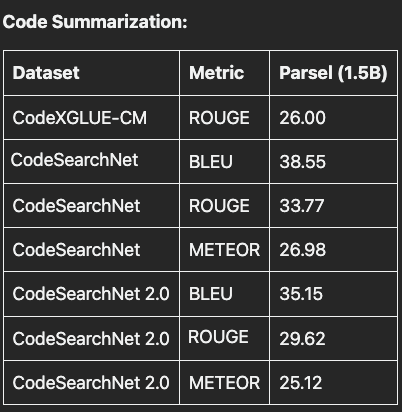 Code Summarization:
Dataset Metric Parsel (1.5B)
CodeXGLUE-CM ROUGE 26.00
CodeSearchNet BLEU 38.55
CodeSearchNet ROUGE 33.77
CodeSearchNet METEOR 26.98
CodeSearchNet 2.0 BLEU 35.15
CodeSearchNet 2.0 ROUGE 29.62
CodeSearchNet 2.0 METEOR 25.12